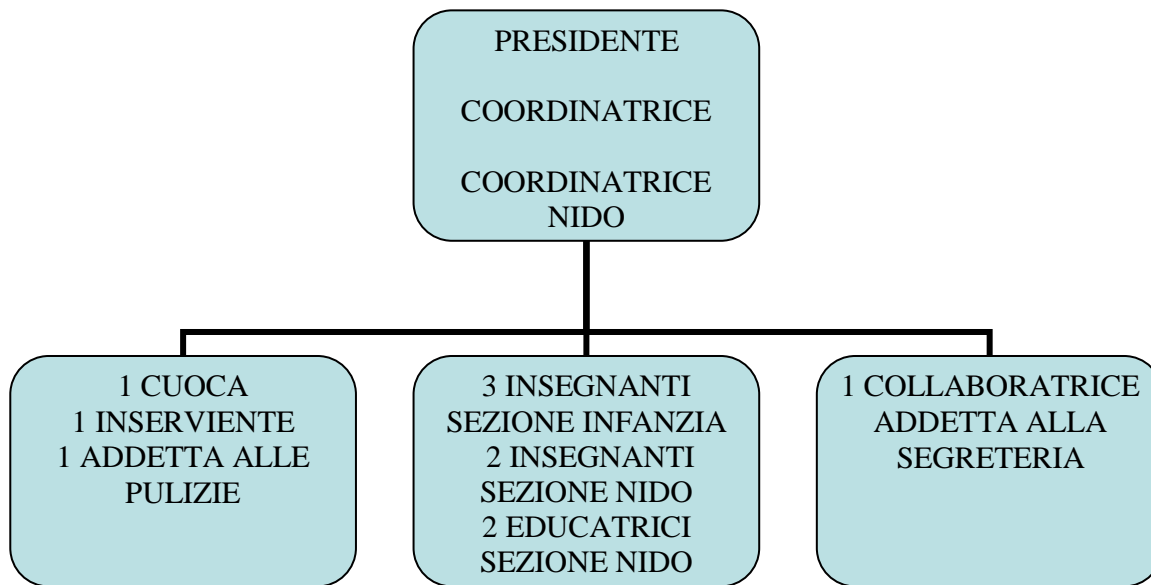 PRESIDENTE
COORDINATRICE
COORDINATRICE
NIDO
1 CUOCA
1 INSERVIENTE
1 ADDETTA ALLE
PULIZIE
3 INSEGNANTI
SEZIONE INFANZIA
2 INSEGNANTI
SEZIONE NIDO
2 EDUCATRICI
SEZIONE NIDO
1 COLLABORATRICE
ADDETTA ALLA
SEGRETERIA